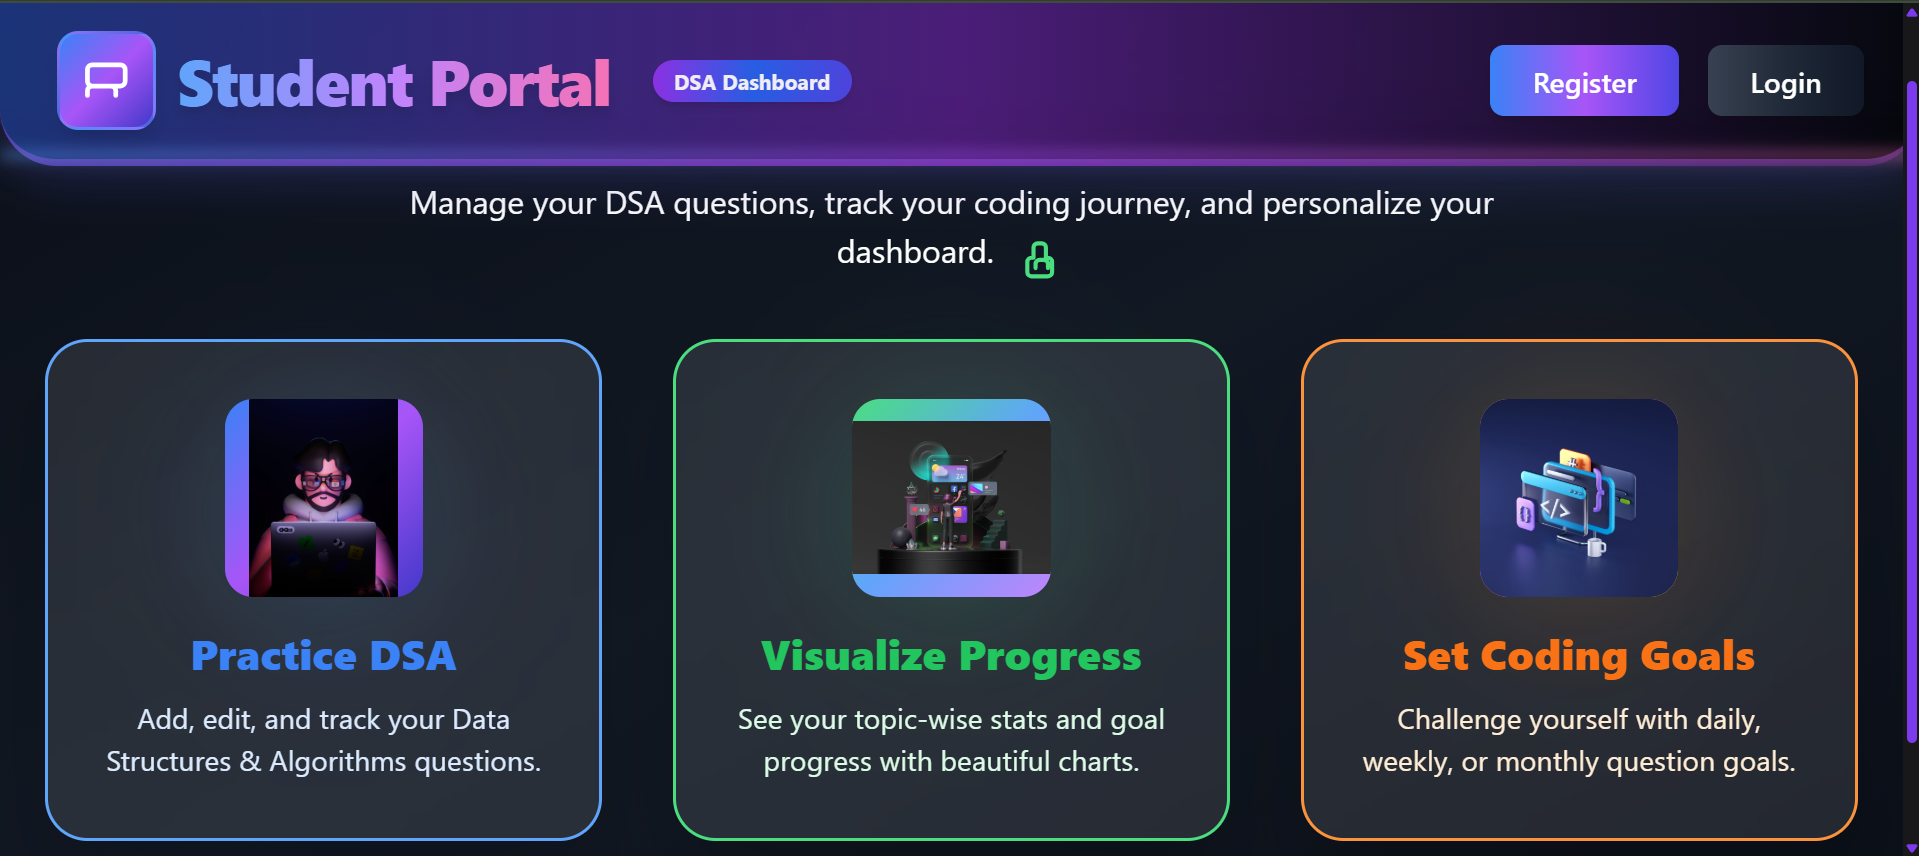 Student Portal
DSA Dashboard
Register
Login
Manage your DSA questions, track your coding journey, and personalize your
dashboard.
Practice DSA
Add, edit, and track your Data
Structures & Algorithms questions.
Visualize Progress
See your topic-wise stats and goal
progress with beautiful charts.
</>
Set Coding Goals
Challenge yourself with daily,
weekly, or monthly question goals.